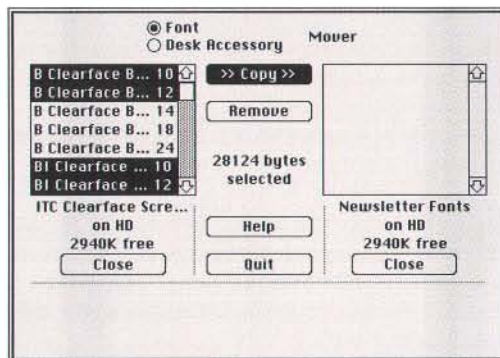 Font
Desk Accessory
Mover
B Clearface B... 10
B Clearface B... 12
B Clearface B... 14
B Clearface B... 18
B Clearface B... 24
BI Clearface ... 10
BI Clearface ... 12
>> Copy >>
Remove
28124 bytes
selected
ITC Clearface Scre...
on HD
2940K free
Close
Help
Quit
Newsletter Fonts
on HD
2940K free
Close